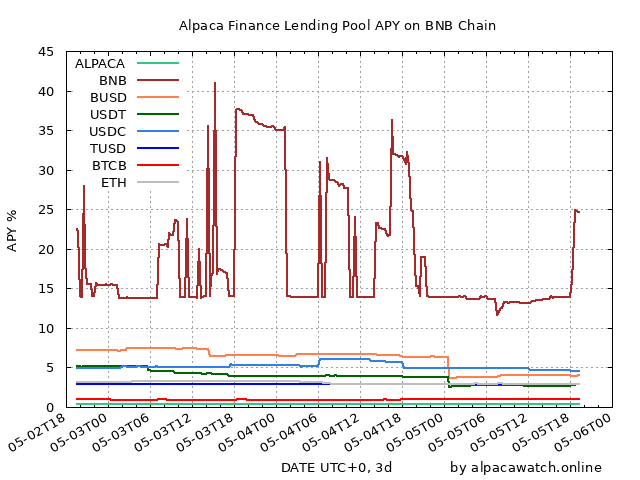 Alpaca Finance Lending Pool APY on BNB Chain
45
40
35
30
25
20
15
10
5
0
APY %
ALPACA
BNB
BUSD
USDT
USDC
TUSD
BTCB
ETH
05-02T18
05-03T00
05-03T06
05-03T12
05-03T18
05-04T00
05-04T06
05-04T12
05-04T18
05-05T00
05-05T06
05-05T12
05-05T18
05-06T00
DATE UTC+0, 3d
by alpacawatch.online